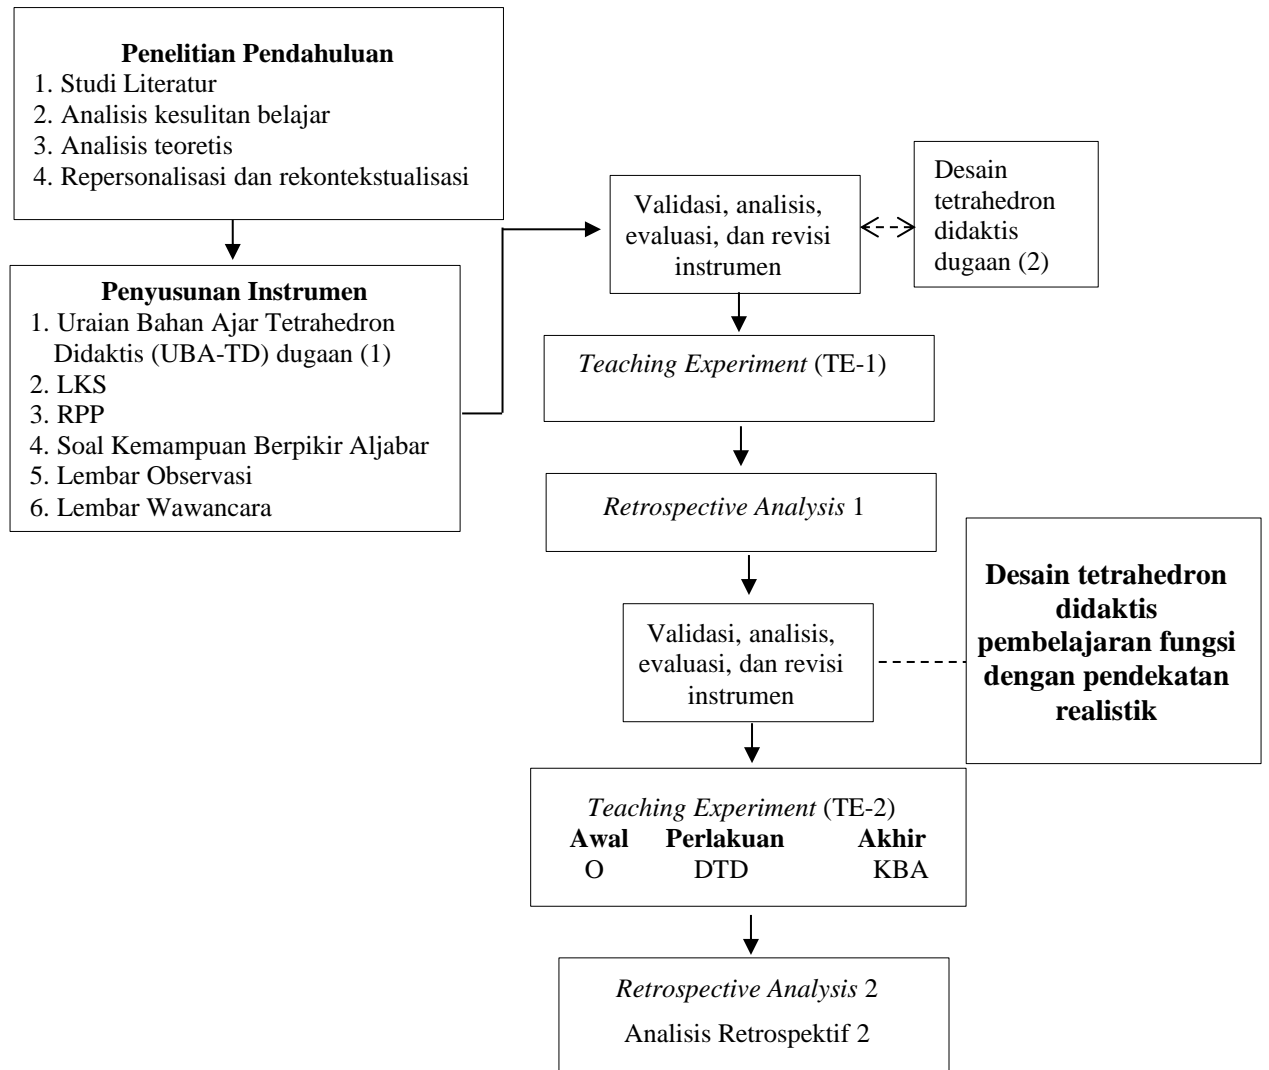 Penelitian Pendahuluan
1. Studi Literatur
2. Analisis kesulitan belajar
3. Analisis teoretis
4. Repersonalisasi dan rekontekstualisasi
Penyusunan Instrumen
1. Uraian Bahan Ajar Tetrahedron
Didaktis (UBA-TD) dugaan (1)
2. LKS
3. RPP
4. Soal Kemampuan Berpikir Aljabar
5. Lembar Observasi
6. Lembar Wawancara
Validasi, analisis,
evaluasi, dan revisi
instrumen
Desain
tetrahedron
didaktis
dugaan (2)
Teaching Experiment (TE-1)
Retrospective Analysis 1
Validasi, analisis,
evaluasi, dan revisi
instrumen
Desain tetrahedron
didaktis
pembelajaran fungsi
dengan pendekatan
realistik
Teaching Experiment (TE-2)
Awal Perlakuan Akhir
O DTD KBA
Retrospective Analysis 2
Analisis Retrospektif 2